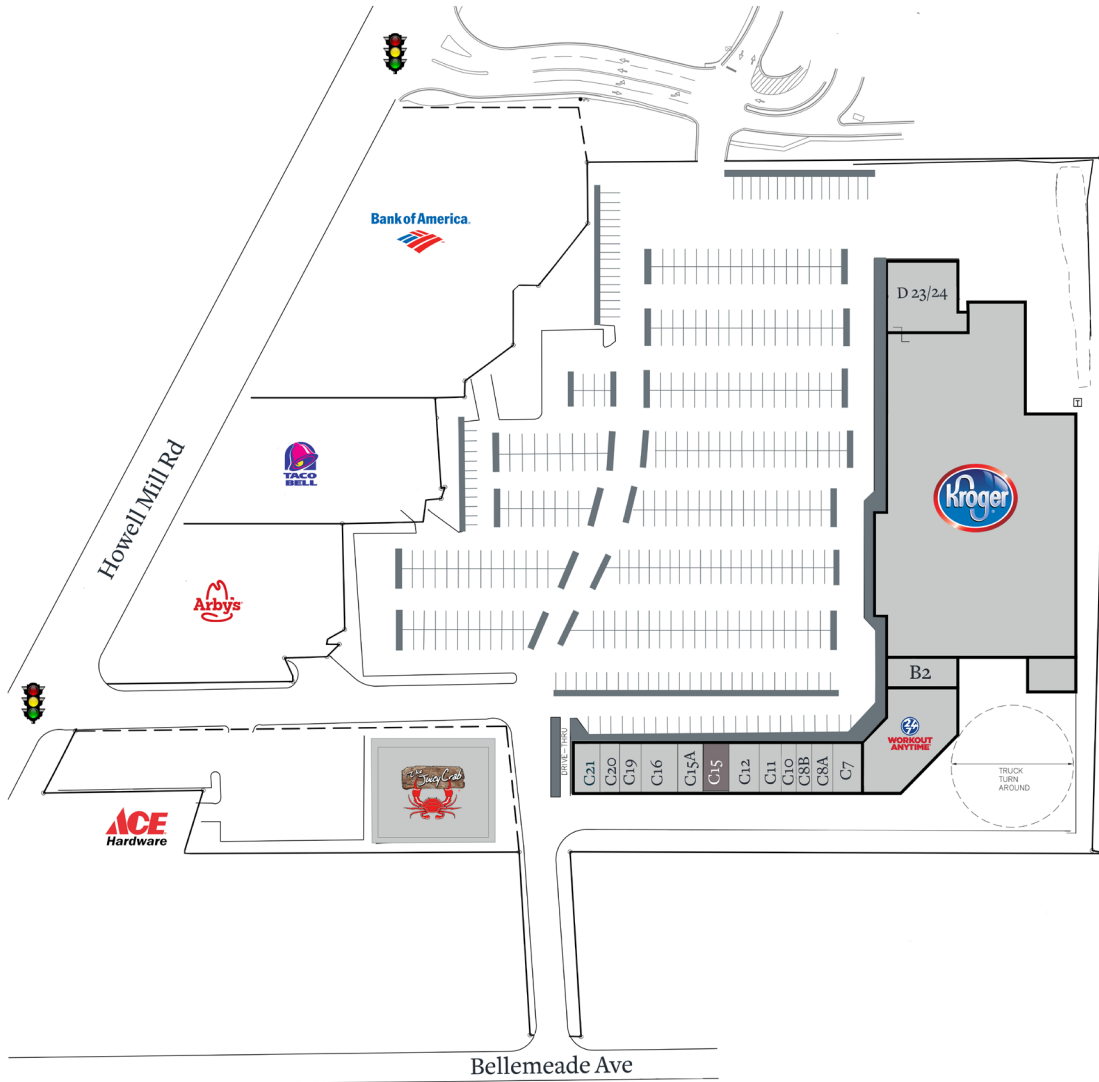 Bank of America
D 23/24
TACO
BELL
Howell Mill Rd
Kroger
T
Arby's
B2
24
7
WORKOUT
ANYTIME
DRIVE-THRU
C21
C20
C19
C16
C15A
C15
C12
C11
C10
C8B
C8A
C7
TRUCK
TURN
AROUND
The
Juicy Crab
ACE
Hardware
Bellemeade Ave